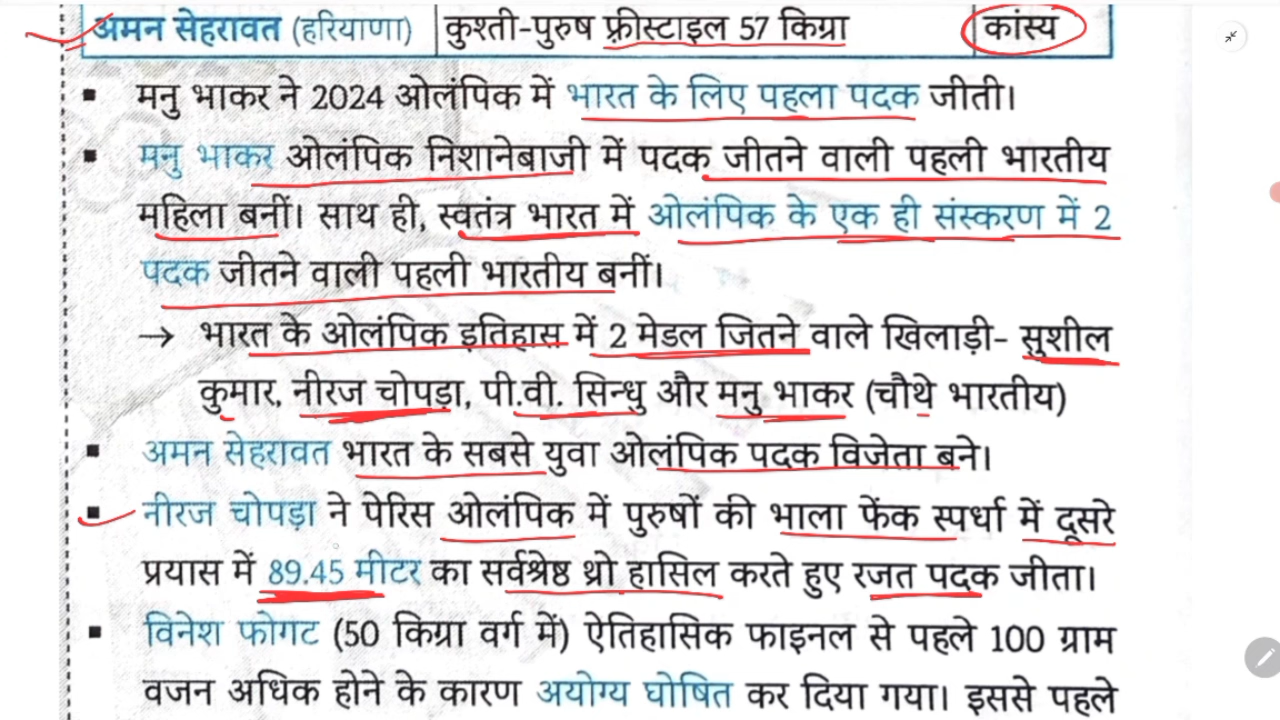 अमन सेहरावत (हरियाणा) कुश्ती-पुरुष फ़्रीस्टाइल 57 किग्रा कांस्य
▪ मनु भाकर ने 2024 ओलंपिक में भारत के लिए पहला पदक जीती।
▪ मनु भाकर ओलंपिक निशानेबाजी में पदक जीतने वाली पहली भारतीय
महिला बनीं। साथ ही, स्वतंत्र भारत में ओलंपिक के एक ही संस्करण में 2
पदक जीतने वाली पहली भारतीय बनीं।
→ भारत के ओलंपिक इतिहास में 2 मेडल जितने वाले खिलाड़ी- सुशील
कुमार, नीरज चोपड़ा, पी.वी. सिन्धु और मनु भाकर (चौथे भारतीय)
▪ अमन सेहरावत भारत के सबसे युवा ओलंपिक पदक विजेता बने।
▪ नीरज चोपड़ा ने पेरिस ओलंपिक में पुरुषों की भाला फेंक स्पर्धा में दूसरे
प्रयास में 89.45 मीटर का सर्वश्रेष्ठ थ्रो हासिल करते हुए रजत पदक जीता।
▪ विनेश फोगट (50 किग्रा वर्ग में) ऐतिहासिक फाइनल से पहले 100 ग्राम
वजन अधिक होने के कारण अयोग्य घोषित कर दिया गया। इससे पहले